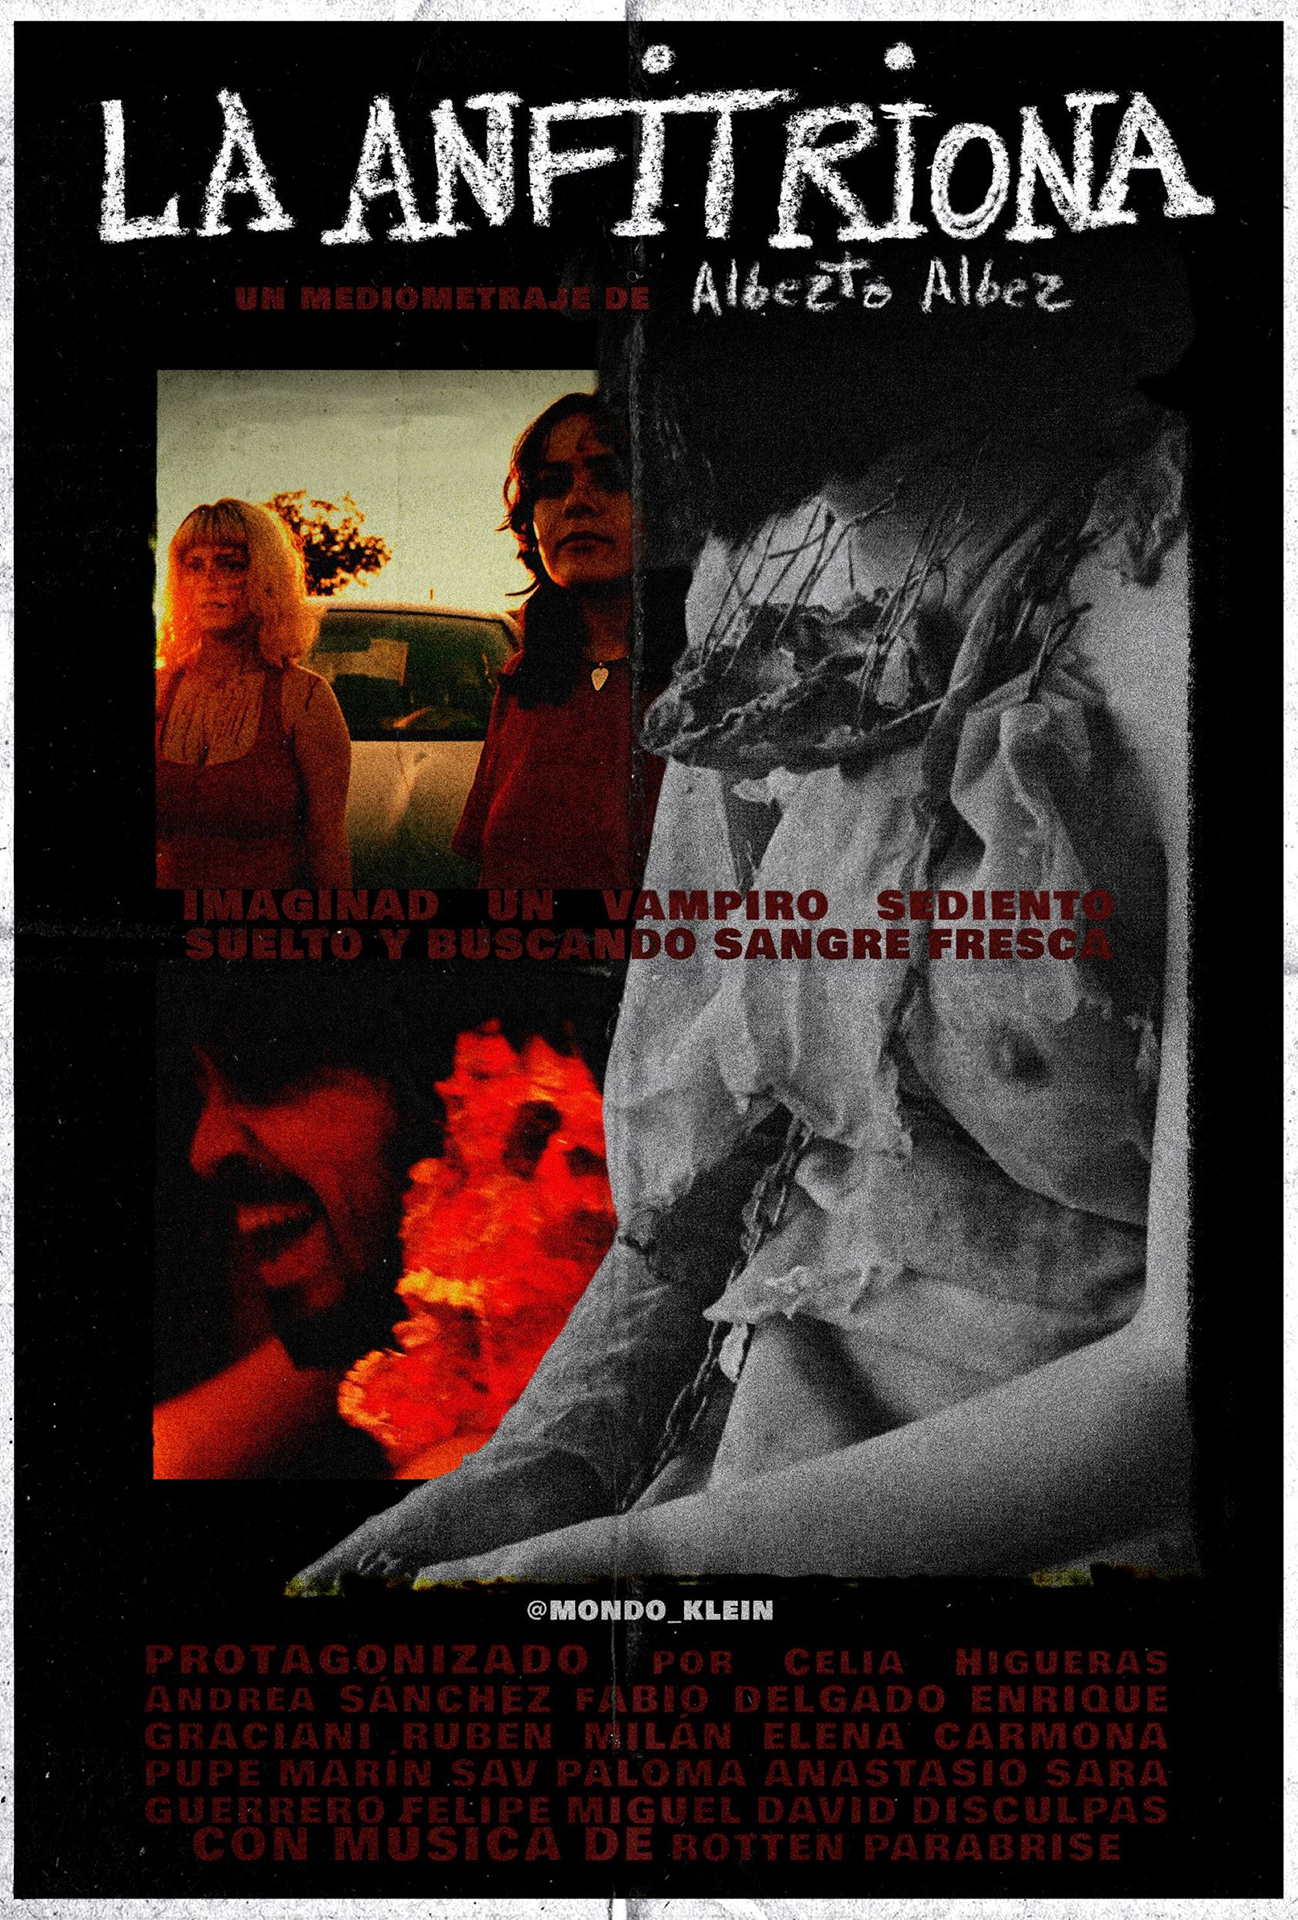 LA ANFITRIONA
UN MEDIOMETRAJE DE Alberto Albez
IMAGINAD UN VAMPIRO SEDIENTO
SUELTO Y BUSCANDO SANGRE FRESCA
@MONDO_KLEIN
PROTAGONIZADO POR CELIA HIGUERAS
ANDREA SÁNCHEZ FABIO DELGADO ENRIQUE
GRACIANI RUBEN MILÁN ELENA CARMONA
PUPE MARÍN SAV PALOMA ANASTASIO SARA
GUERRERO FELIPE MIGUEL DAVID DISCULPAS
CON MUSICA DE ROTTEN PARABRISE